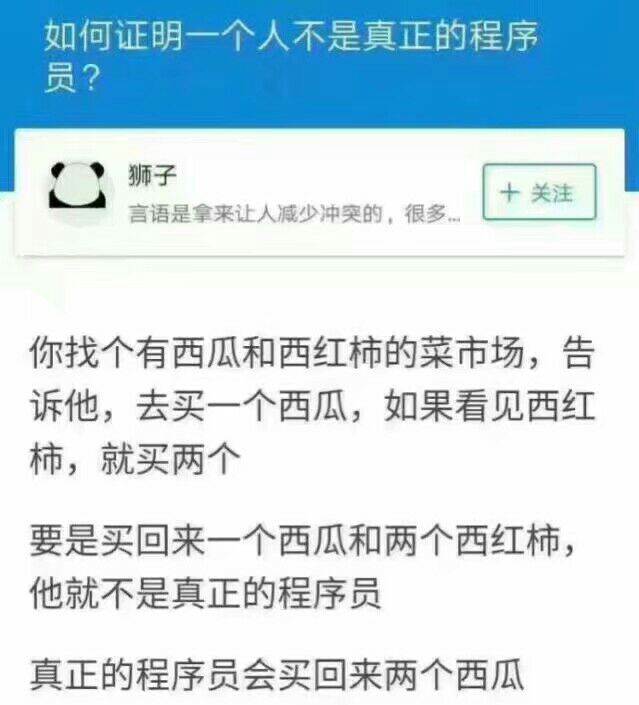 如何证明一个人不是真正的程序
员？
狮子
言语是拿来让人减少冲突的，很多...
＋ 关注
你找个有西瓜和西红柿的菜市场，告
诉他，去买一个西瓜，如果看见西红
柿，就买两个
要是买回来一个西瓜和两个西红柿，
他就不是真正的程序员
真正的程序员会买回来两个西瓜